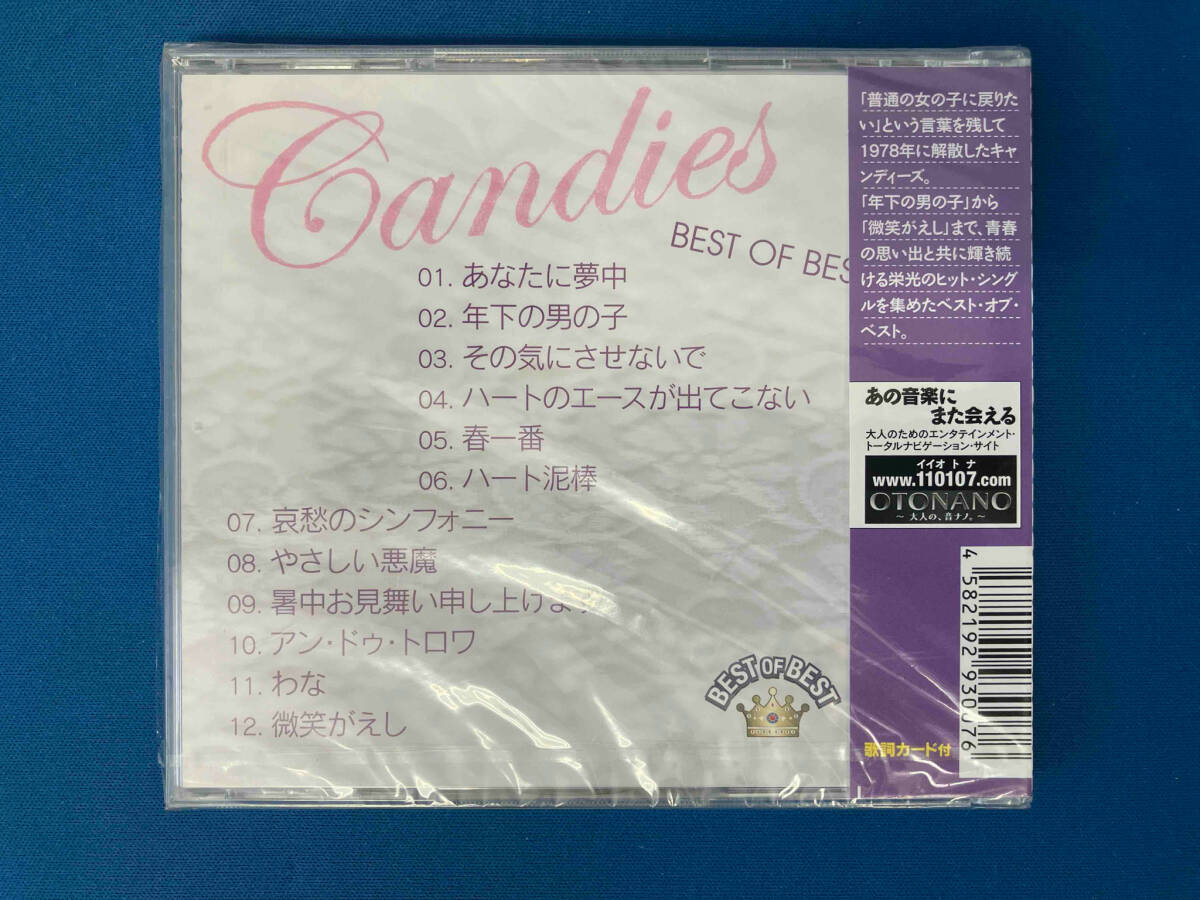 Candies
BEST OF BES
01. あなたに夢中
02. 年下の男の子
03. その気にさせないで
04. ハートのエースが出てこない
05. 春一番
06. ハート泥棒
07. 哀愁のシンフォニー
08. やさしい悪魔
09. 暑中お見舞い申し上げます
10. アン・ドゥ・トロワ
11. わな
12. 微笑がえし
BEST OF BEST
「普通の女の子に戻りた
い」という言葉を残して
1978年に解散したキャ
ンディーズ。
「年下の男の子」から
「微笑がえし」まで、青春
の思い出と共に輝き続
ける栄光のヒット・シング
ルを集めたベスト・オブ・
ベスト。
あの音楽に
また会える
大人のためのエンタテインメント・
トータルナビゲーション・サイト
イイオトナ
www.110107.com
OTONANO
～大人の、音ナノ。～
4 582192 930076
歌詞カード付